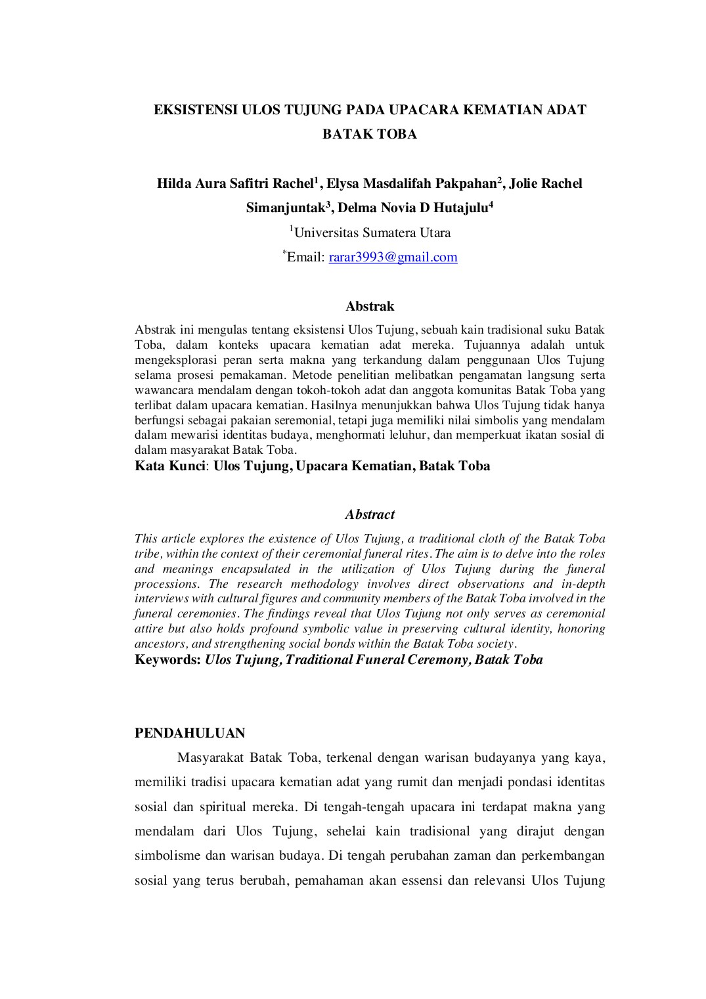 EKSISTENSI ULOS TUJUNG PADA UPACARA KEMATIAN ADAT
BATAK TOBA
Hilda Aura Safitri Rachel1, Elysa Masdalifah Pakpahan2, Jolie Rachel
Simanjuntak3, Delma Novia D Hutajulu4
1Universitas Sumatera Utara
*Email: rarar3993@gmail.com
Abstrak
Abstrak ini mengulas tentang eksistensi Ulos Tujung, sebuah kain tradisional suku Batak
Toba, dalam konteks upacara kematian adat mereka. Tujuannya adalah untuk
mengeksplorasi peran serta makna yang terkandung dalam penggunaan Ulos Tujung
selama prosesi pemakaman. Metode penelitian melibatkan pengamatan langsung serta
wawancara mendalam dengan tokoh-tokoh adat dan anggota komunitas Batak Toba yang
terlibat dalam upacara kematian. Hasilnya menunjukkan bahwa Ulos Tujung tidak hanya
berfungsi sebagai pakaian seremonial, tetapi juga memiliki nilai simbolis yang mendalam
dalam mewarisi identitas budaya, menghormati leluhur, dan memperkuat ikatan sosial di
dalam masyarakat Batak Toba.
Kata Kunci: Ulos Tujung, Upacara Kematian, Batak Toba
Abstract
This article explores the existence of Ulos Tujung, a traditional cloth of the Batak Toba
tribe, within the context of their ceremonial funeral rites. The aim is to delve into the roles
and meanings encapsulated in the utilization of Ulos Tujung during the funeral
processions. The research methodology involves direct observations and in-depth
interviews with cultural figures and community members of the Batak Toba involved in the
funeral ceremonies. The findings reveal that Ulos Tujung not only serves as ceremonial
attire but also holds profound symbolic value in preserving cultural identity, honoring
ancestors, and strengthening social bonds within the Batak Toba society.
Keywords: Ulos Tujung, Traditional Funeral Ceremony, Batak Toba
PENDAHULUAN
Masyarakat Batak Toba, terkenal dengan warisan budayanya yang kaya,
memiliki tradisi upacara kematian adat yang rumit dan menjadi pondasi identitas
sosial dan spiritual mereka. Di tengah-tengah upacara ini terdapat makna yang
mendalam dari Ulos Tujung, sehelai kain tradisional yang dirajut dengan
simbolisme dan warisan budaya. Di tengah perubahan zaman dan perkembangan
sosial yang terus berubah, pemahaman akan essensi dan relevansi Ulos Tujung